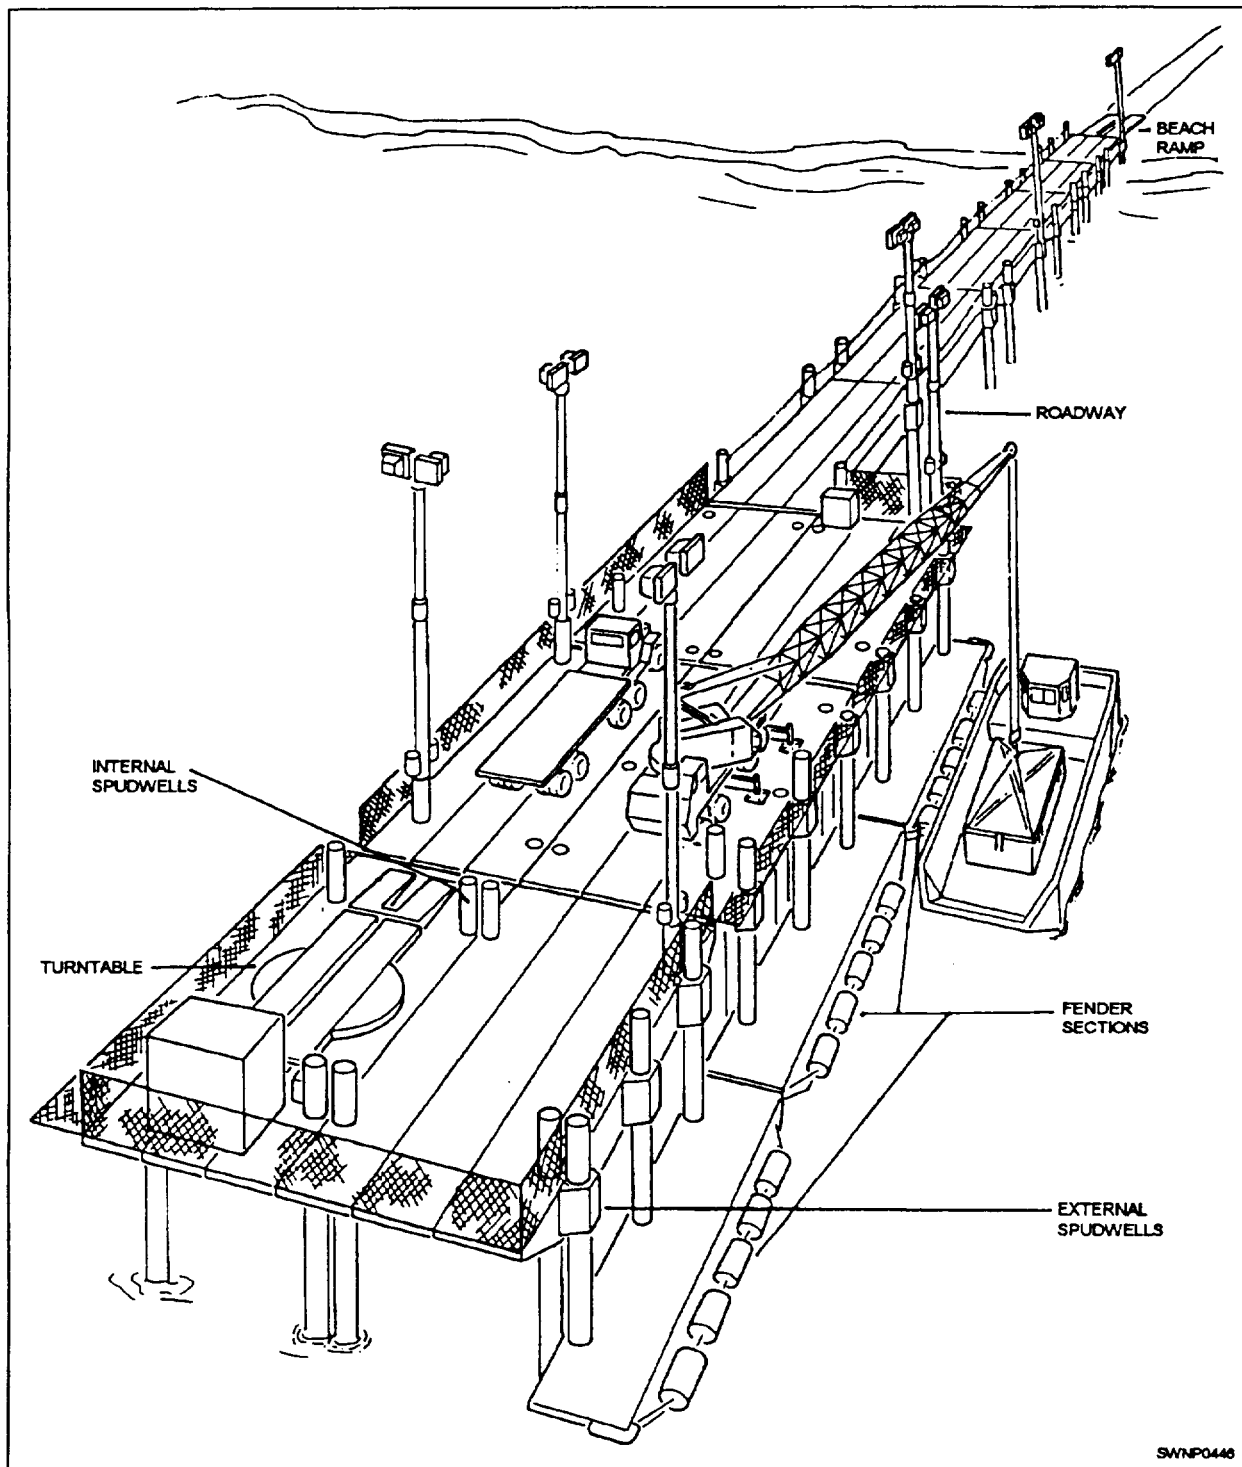 BEACH
RAMP
ROADWAY
INTERNAL
SPUDWELLS
TURNTABLE
FENDER
SECTIONS
EXTERNAL
SPUDWELLS
SWNP0446